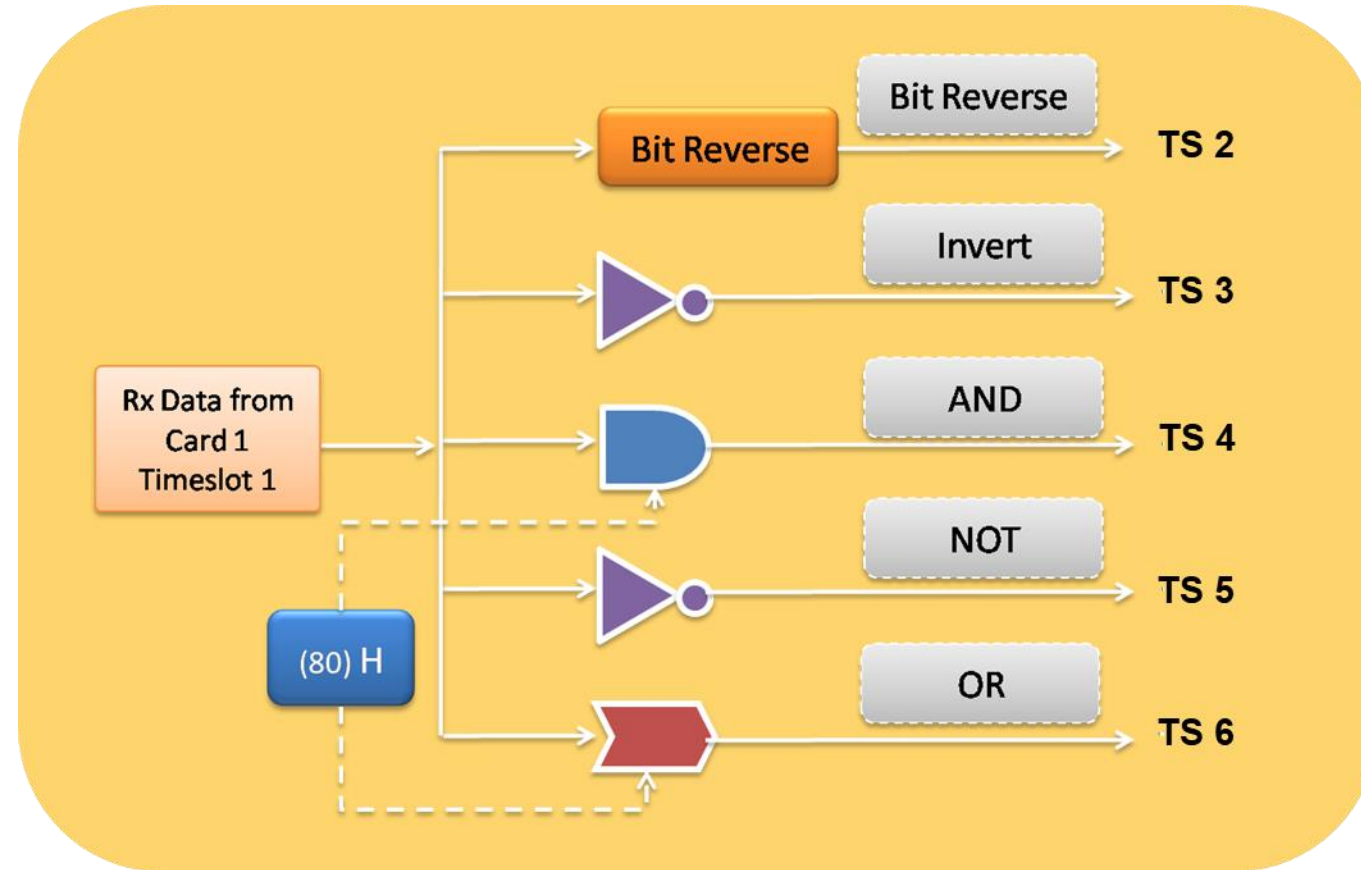 Bit Reverse
Bit Reverse
TS 2
Invert
TS 3
Rx Data from
Card 1
Timeslot 1
AND
TS 4
NOT
TS 5
(80) H
OR
TS 6